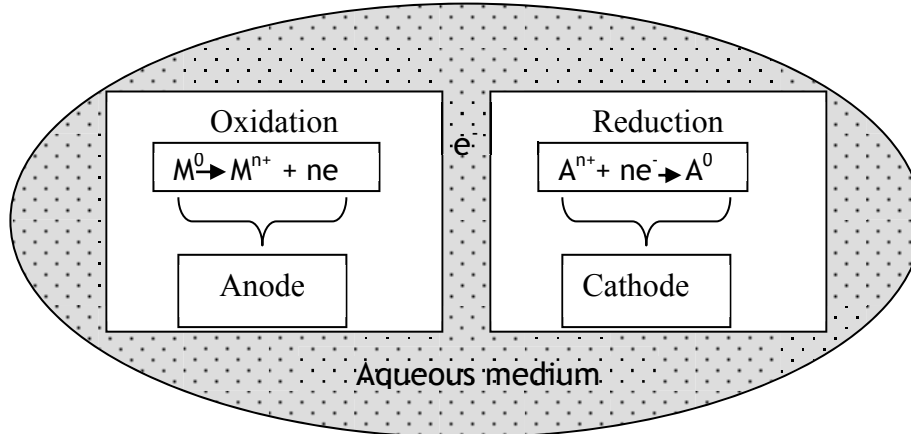 Oxidation
M⁰→ Mⁿ⁺ + ne
Anode
e⁻
Reduction
Aⁿ⁺+ ne⁻→ A⁰
Cathode
Aqueous medium